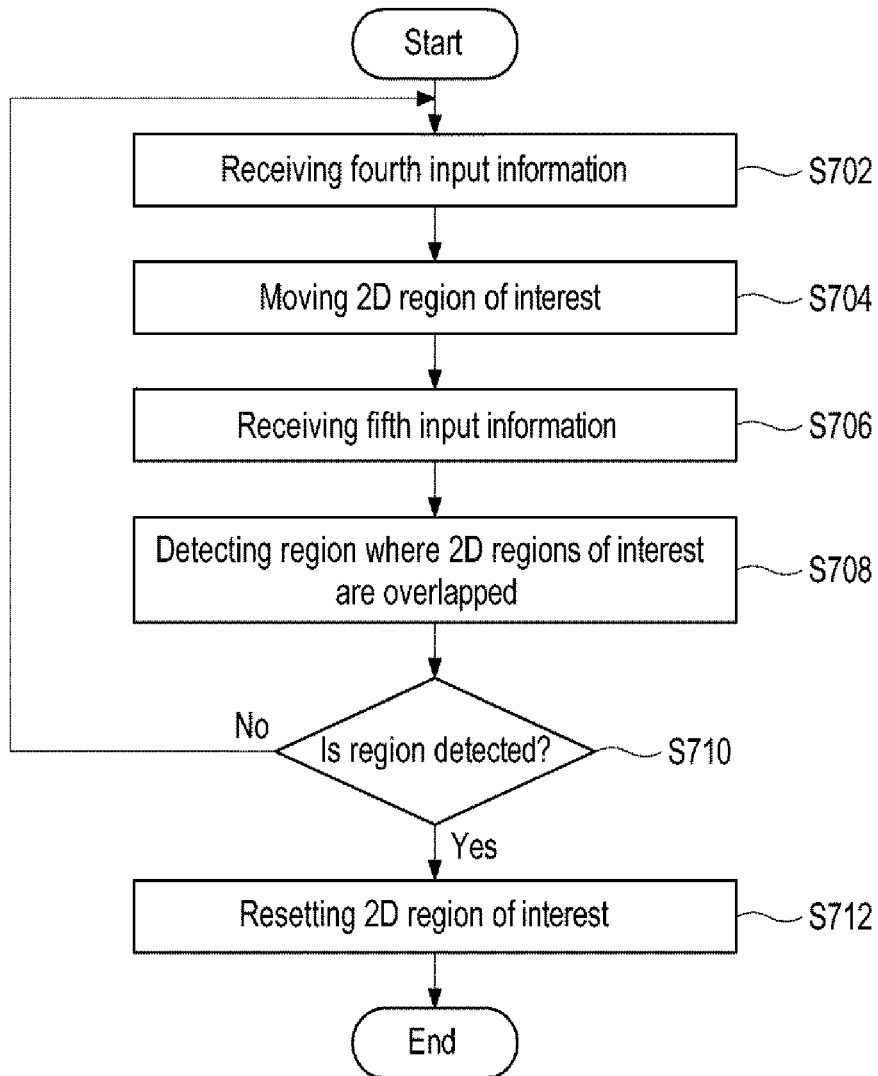 Start
Receiving fourth input information
S702
Moving 2D region of interest
S704
Receiving fifth input information
S706
Detecting region where 2D regions of interest
are overlapped
S708
No
Is region detected?
S710
Yes
Resetting 2D region of interest
S712
End